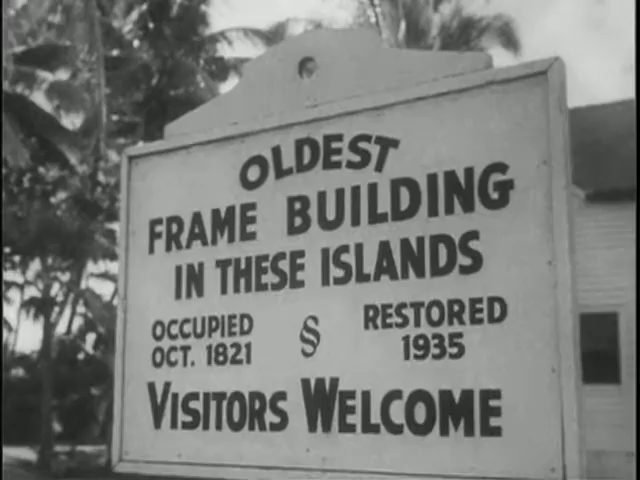 OLDEST
FRAME BUILDING
IN THESE ISLANDS
OCCUPIED § RESTORED
OCT. 1821 1935
VISITORS WELCOME